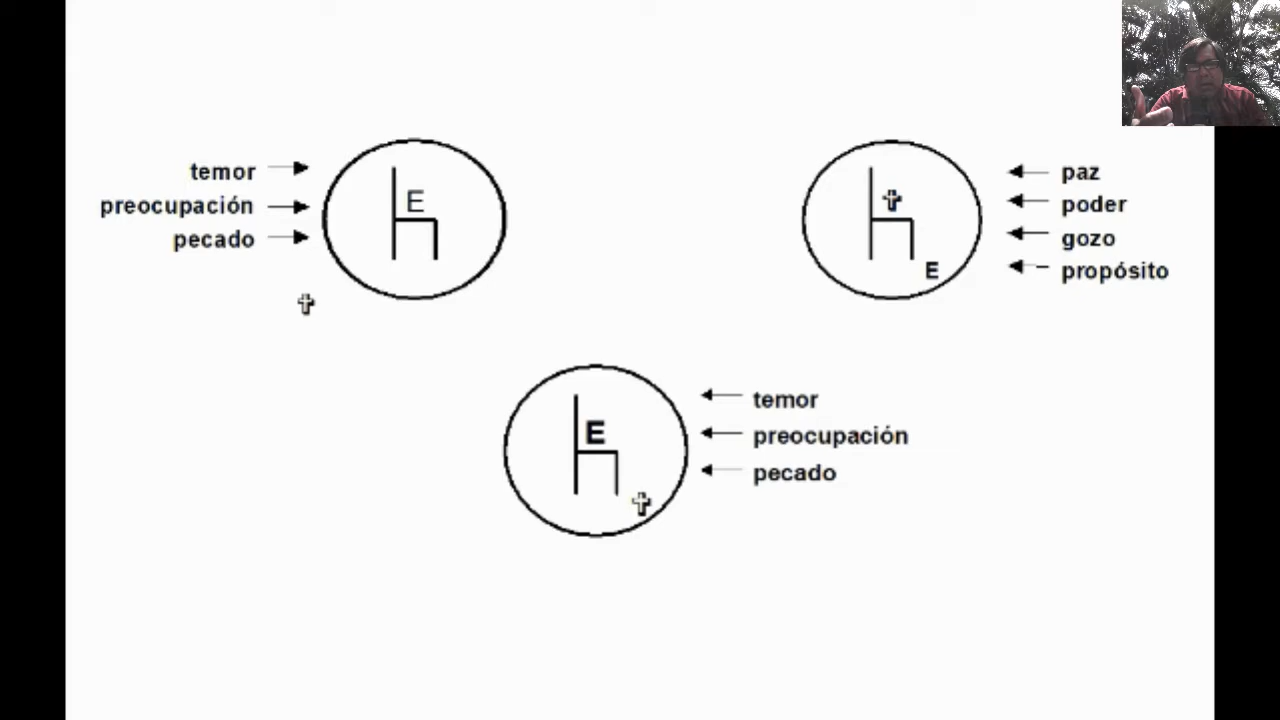 temor
preocupación
pecado
E
E
paz
poder
gozo
propósito
E
temor
preocupación
pecado